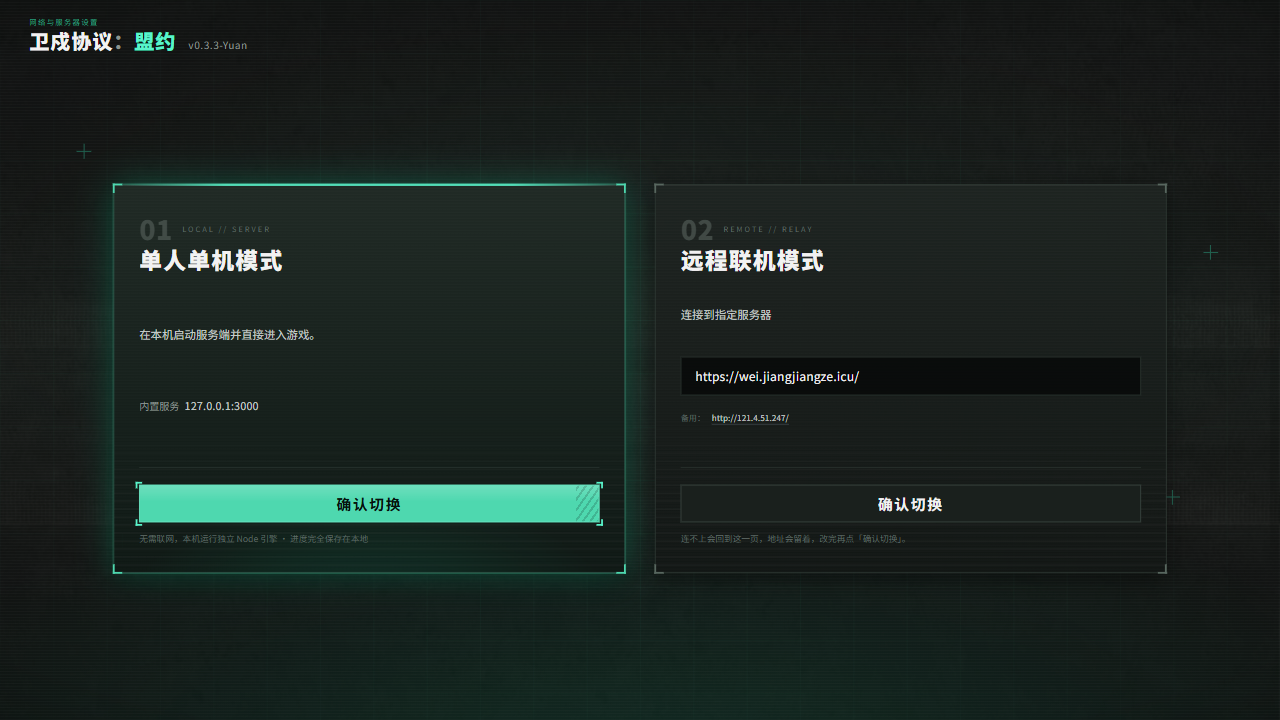 网络与服务器设置
卫戍协议：盟约 v0.3.3-Yuan
01 LOCAL // SERVER
单人单机模式
在本机启动服务端并直接进入游戏。
内置服务 127.0.0.1:3000
确认切换
无需联网，本机运行独立 Node 引擎 · 进度完全保存在本地
02 REMOTE // RELAY
远程联机模式
连接到指定服务器
https://wei.jiangjiangze.icu/
备用： http://121.4.51.247/
确认切换
连不上会回到这一页，地址会留着，改完再点「确认切换」。